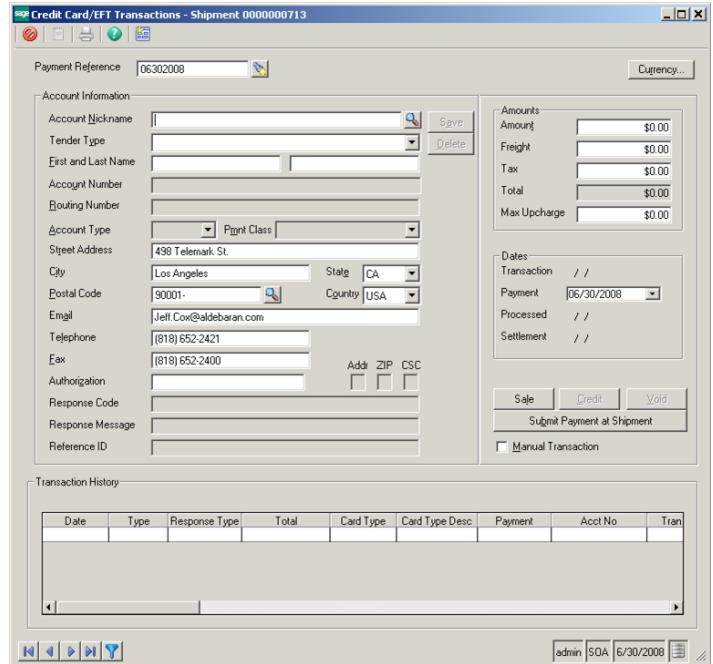 sage Credit Card/EFT Transactions - Shipment 0000000713
Payment Reference 06302008 Currency...
Account Information
Account Nickname Save
Tender Type Delete
First and Last Name
Account Number
Routing Number
Account Type Pmnt Class
Street Address 498 Telemark St.
City Los Angeles State CA
Postal Code 90001- Country USA
Email Jeff.Cox@aldebaran.com
Telephone (818) 652-2421
Fax (818) 652-2400 Addr ZIP CSC
Authorization
Response Code
Response Message
Reference ID
Amounts
Amount $0.00
Freight $0.00
Tax $0.00
Total $0.00
Max Upcharge $0.00
Dates
Transaction / /
Payment 06/30/2008
Processed / /
Settlement / /
Sale Credit Void
Submit Payment at Shipment
Manual Transaction
Transaction History
Date Type Response Type Total Card Type Card Type Desc Payment Acct No Tran
admin SOA 6/30/2008